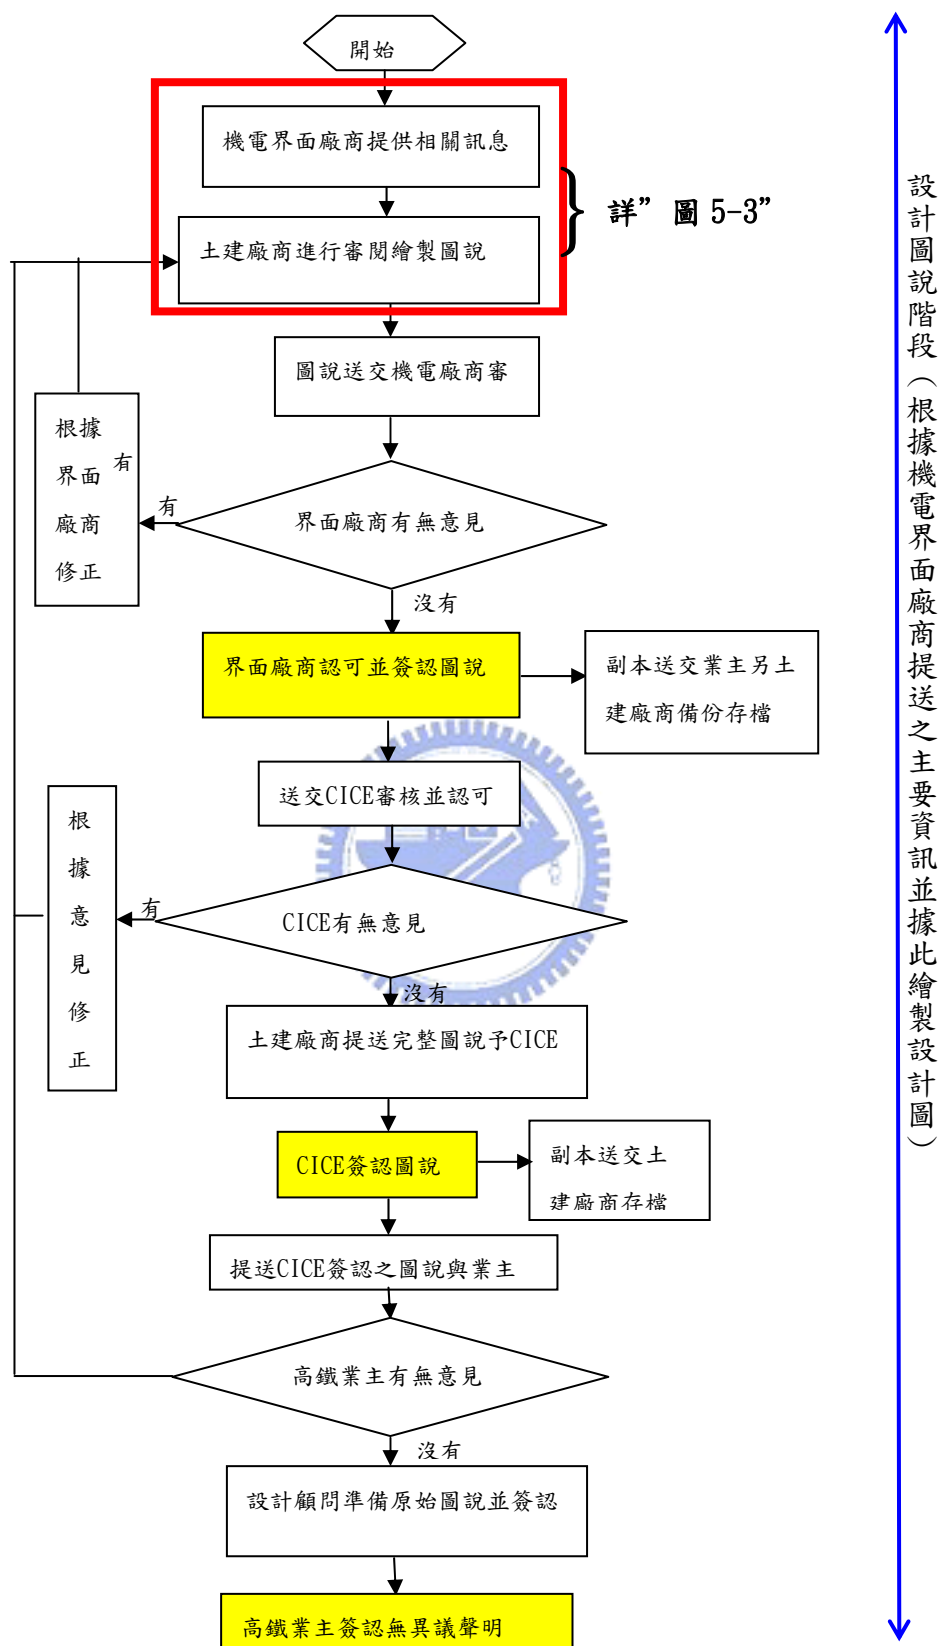 開始
機電界面廠商提供相關訊息
土建廠商進行審閱繪製圖說
詳” 圖 5-3”
圖說送交機電廠商審
根據
界面
廠商
修正
有
有
界面廠商有無意見
沒有
界面廠商認可並簽認圖說
副本送交業主另土
建廠商備份存檔
送交CICE審核並認可
根據意見修正
有
CICE有無意見
沒有
土建廠商提送完整圖說予CICE
CICE簽認圖說
副本送交土
建廠商存檔
提送CICE簽認之圖說與業主
高鐵業主有無意見
沒有
設計顧問準備原始圖說並簽認
高鐵業主簽認無異議聲明
設計圖說階段（根據機電界面廠商提送之主要資訊並據此繪製設計圖）